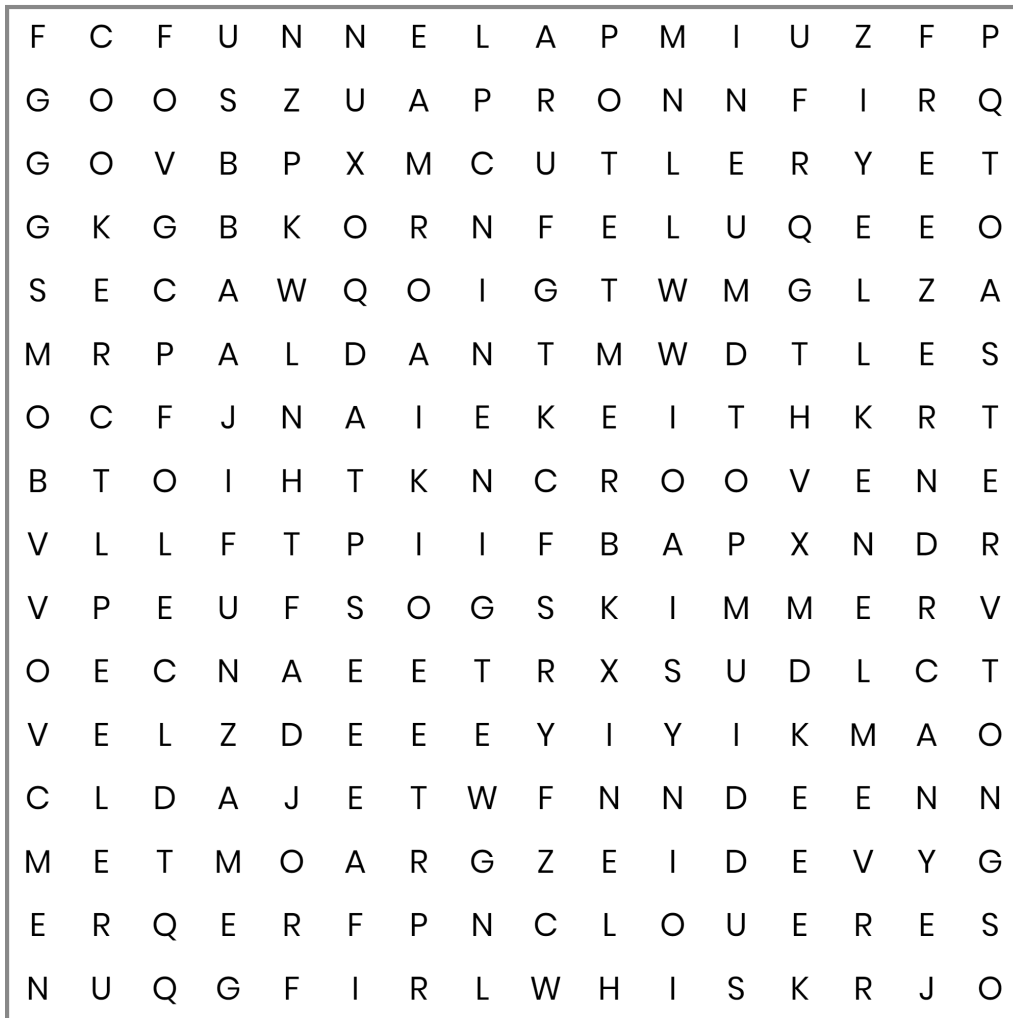 F C F U N N E L A P M I U Z F P
G O O S Z U A P R O N N F I R Q
G O V B P X M C U T L E R Y E T
G K G B K O R N F E L U Q E E O
S E C A W Q O I G T W M G L Z A
M R P A L D A N T M W D T L E S
O C F J N A I E K E I T H K R T
B T O I H T K N C R O O V E N E
V L L F T P I I F B A P X N D R
V P E U F S O G S K I M M E R V
O E C N A E E T R X S U D L C T
V E L Z D E E E Y I Y I K M A O
C L D A J E T W F N N D E E N N
M E T M O A R G Z E I D E V Y G
E R Q E R F P N C L O U E R E S
N U Q G F I R L W H I S K R J O